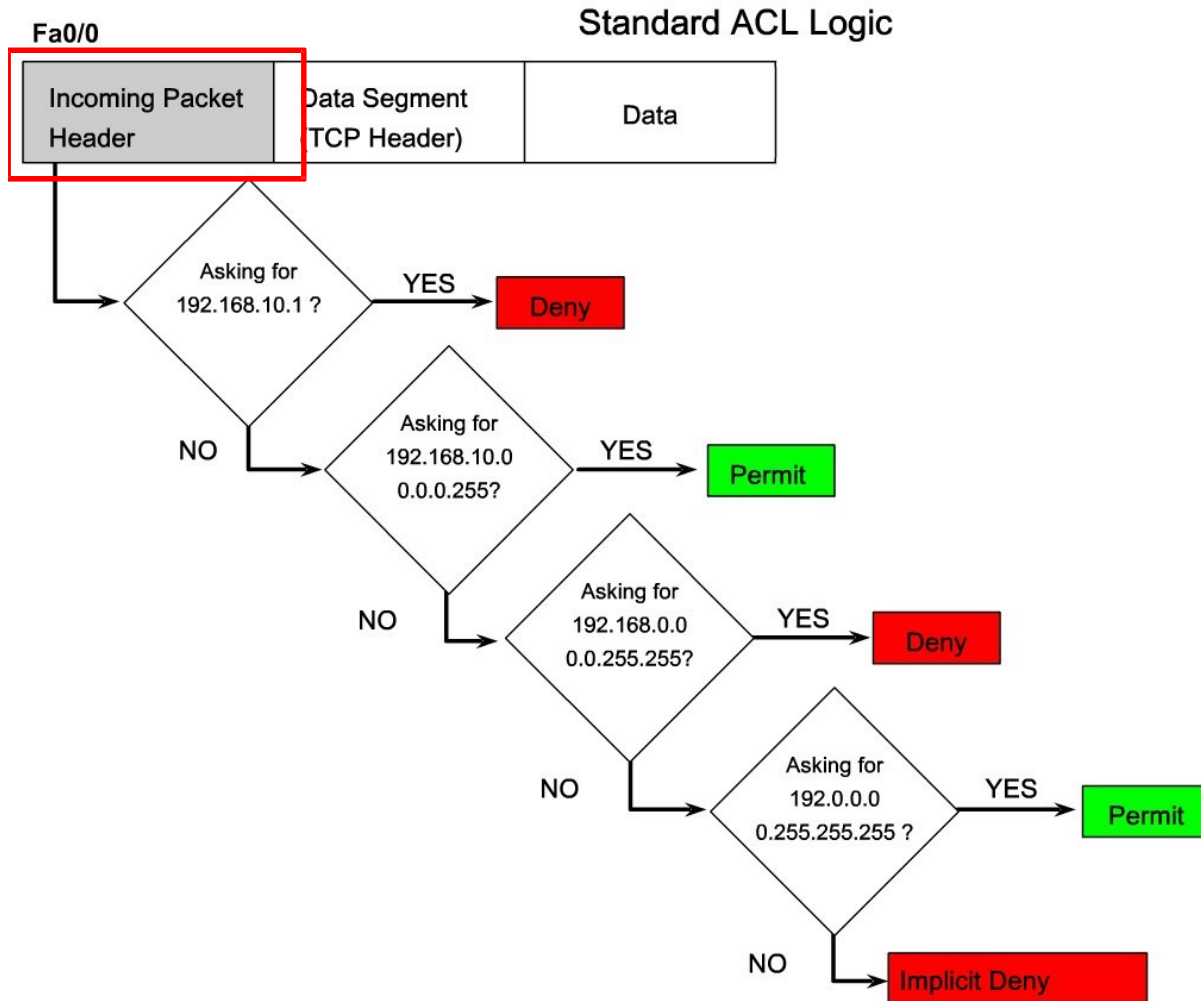 Standard ACL Logic
Fa0/0
Incoming Packet
Header
Data Segment
(TCP Header)
Data
Asking for
192.168.10.1 ?
YES
Deny
NO
Asking for
192.168.10.0
0.0.0.255?
YES
Permit
NO
Asking for
192.168.0.0
0.0.255.255?
YES
Deny
NO
Asking for
192.0.0.0
0.255.255.255 ?
YES
Permit
NO
Implicit Deny